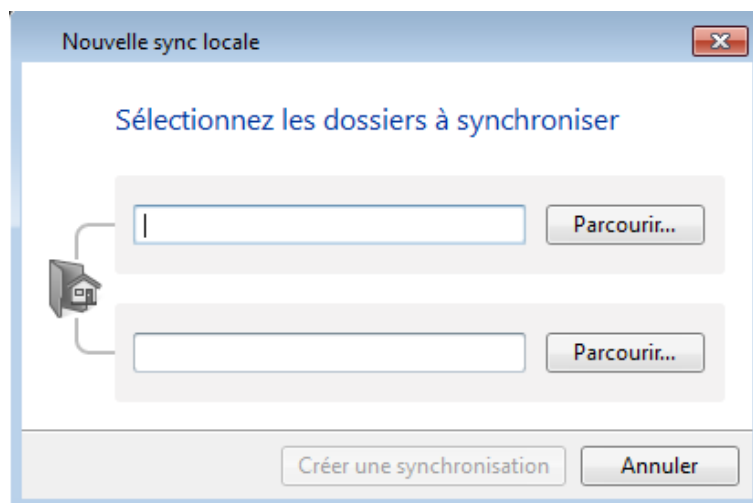 Nouvelle sync locale
Sélectionnez les dossiers à synchroniser
Parcourir...
Parcourir...
Créer une synchronisation
Annuler